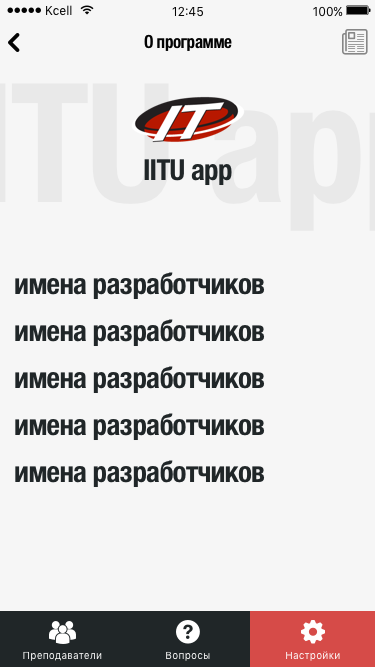 Kcell 12:45 100%
О программе
IITU app
IT
IITU app
имена разработчиков
имена разработчиков
имена разработчиков
имена разработчиков
имена разработчиков
?
Преподаватели Вопросы Настройки